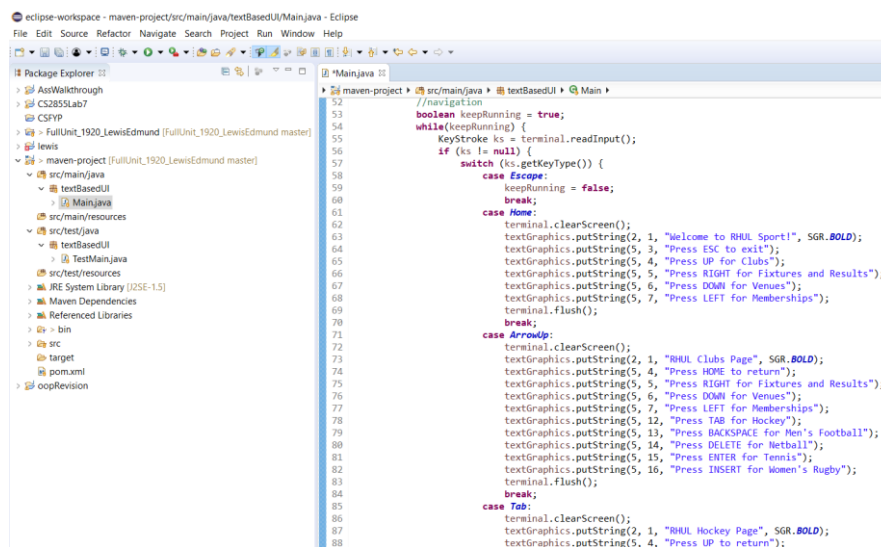 eclipse-workspace - maven-project/src/main/java/textBasedUI/Main.java - Eclipse
File Edit Source Refactor Navigate Search Project Run Window Help
Package Explorer
AssWalkthrough
CS2855Lab7
CSFYP
> FullUnit_1920_LewisEdmund [FullUnit_1920_LewisEdmund master]
lewis
> maven-project [FullUnit_1920_LewisEdmund master]
src/main/java
textBasedUI
Main.java
src/main/resources
src/test/java
textBasedUI
TestMain.java
src/test/resources
JRE System Library [J2SE-1.5]
Maven Dependencies
Referenced Libraries
> bin
src
target
pom.xml
oopRevision
*Main.java
maven-project src/main/java textBasedUI Main
52 //navigation
53 boolean keepRunning = true;
54 while(keepRunning) {
55 KeyStroke ks = terminal.readInput();
56 if (ks != null) {
57 switch (ks.getKeyType()) {
58 case Escape:
59 keepRunning = false;
60 break;
61 case Home:
62 terminal.clearScreen();
63 textGraphics.putString(2, 1, "Welcome to RHUL Sport!", SGR.BOLD);
64 textGraphics.putString(5, 3, "Press ESC to exit");
65 textGraphics.putString(5, 4, "Press UP for Clubs");
66 textGraphics.putString(5, 5, "Press RIGHT for Fixtures and Results");
67 textGraphics.putString(5, 6, "Press DOWN for Venues");
68 textGraphics.putString(5, 7, "Press LEFT for Memberships");
69 terminal.flush();
70 break;
71 case ArrowUp:
72 terminal.clearScreen();
73 textGraphics.putString(2, 1, "RHUL Clubs Page", SGR.BOLD);
74 textGraphics.putString(5, 4, "Press HOME to return");
75 textGraphics.putString(5, 5, "Press RIGHT for Fixtures and Results");
76 textGraphics.putString(5, 6, "Press DOWN for Venues");
77 textGraphics.putString(5, 7, "Press LEFT for Memberships");
78 textGraphics.putString(5, 12, "Press TAB for Hockey");
79 textGraphics.putString(5, 13, "Press BACKSPACE for Men's Football");
80 textGraphics.putString(5, 14, "Press DELETE for Netball");
81 textGraphics.putString(5, 15, "Press ENTER for Tennis");
82 textGraphics.putString(5, 16, "Press INSERT for Women's Rugby");
83 terminal.flush();
84 break;
85 case Tab:
86 terminal.clearScreen();
87 textGraphics.putString(2, 1, "RHUL Hockey Page", SGR.BOLD);
88 textGraphics.putString(5, 4, "Press UP to return");